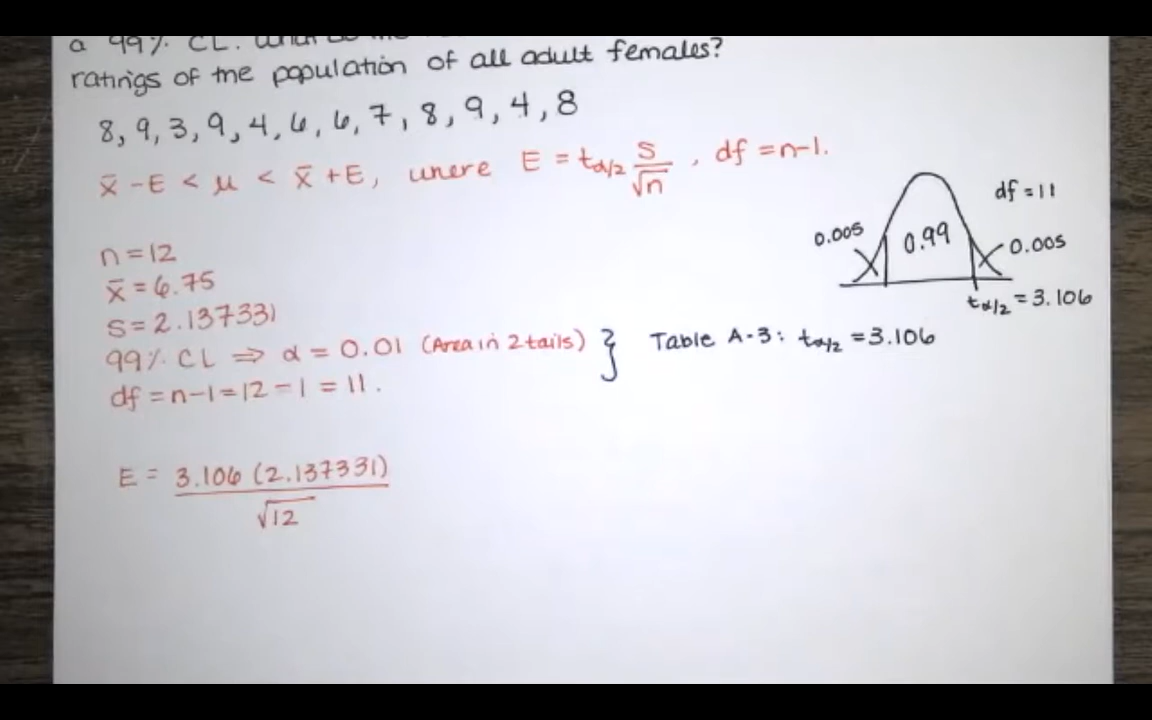 a 99% CL.
ratings of the population of all adult females?
8, 9, 3, 9, 4, 6, 6, 7, 8, 9, 4, 8
x̄ - E < μ < x̄ + E, where E = tα/2 s/√n , df = n-1.
df = 11
0.005 0.99 0.005
tα/2 = 3.106
n = 12
x̄ = 6.75
s = 2.137331
99% CL ⇒ α = 0.01 (Area in 2 tails) } Table A-3: tα/2 = 3.106
df = n-1 = 12 - 1 = 11.
E = 3.106 (2.137331)
√12